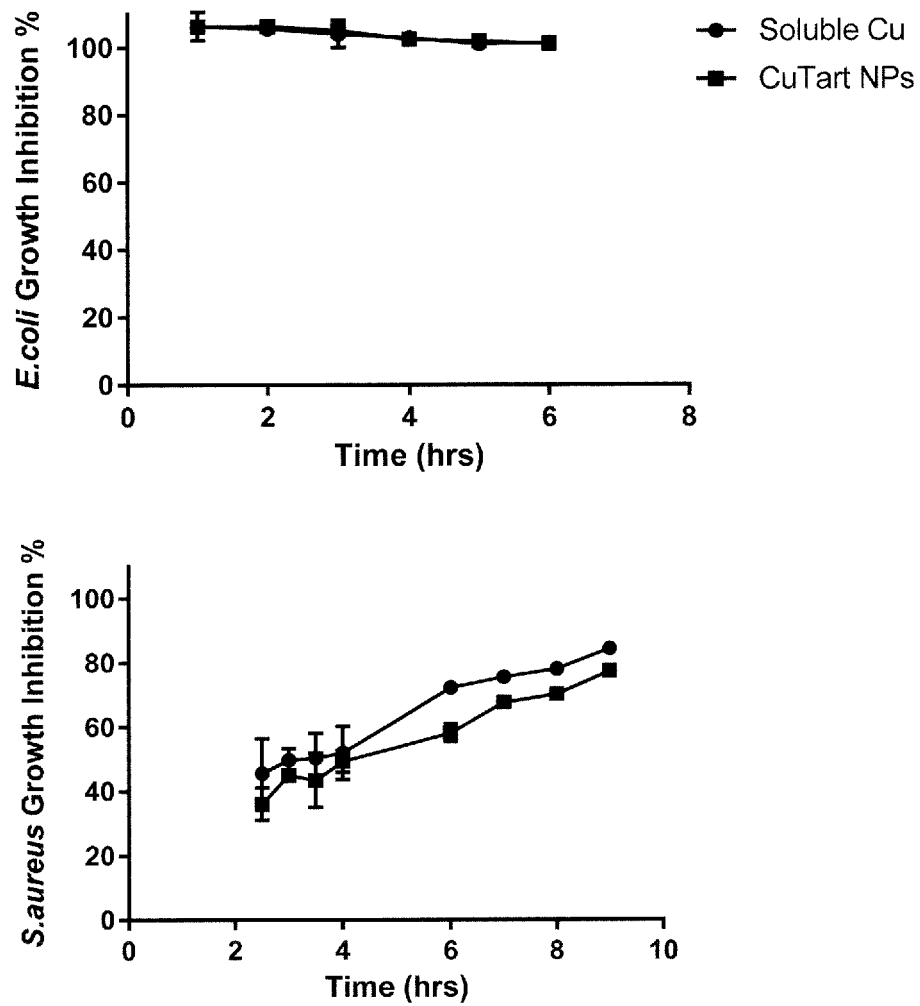 Soluble Cu
CuTart NPs
E.coli Growth Inhibition %
100
80
60
40
20
0
0 2 4 6 8
Time (hrs)
S.aureus Growth Inhibition %
100
80
60
40
20
0
0 2 4 6 8 10
Time (hrs)